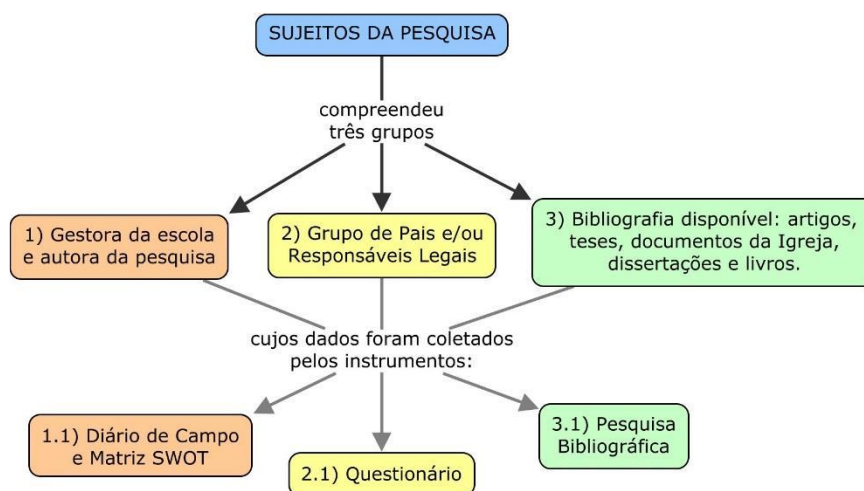 SUJEITOS DA PESQUISA
compreendeu
três grupos
1) Gestora da escola
e autora da pesquisa
2) Grupo de Pais e/ou
Responsáveis Legais
3) Bibliografia disponível: artigos,
teses, documentos da Igreja,
dissertações e livros.
cujos dados foram coletados
pelos instrumentos:
1.1) Diário de Campo
e Matriz SWOT
2.1) Questionário
3.1) Pesquisa
Bibliográfica